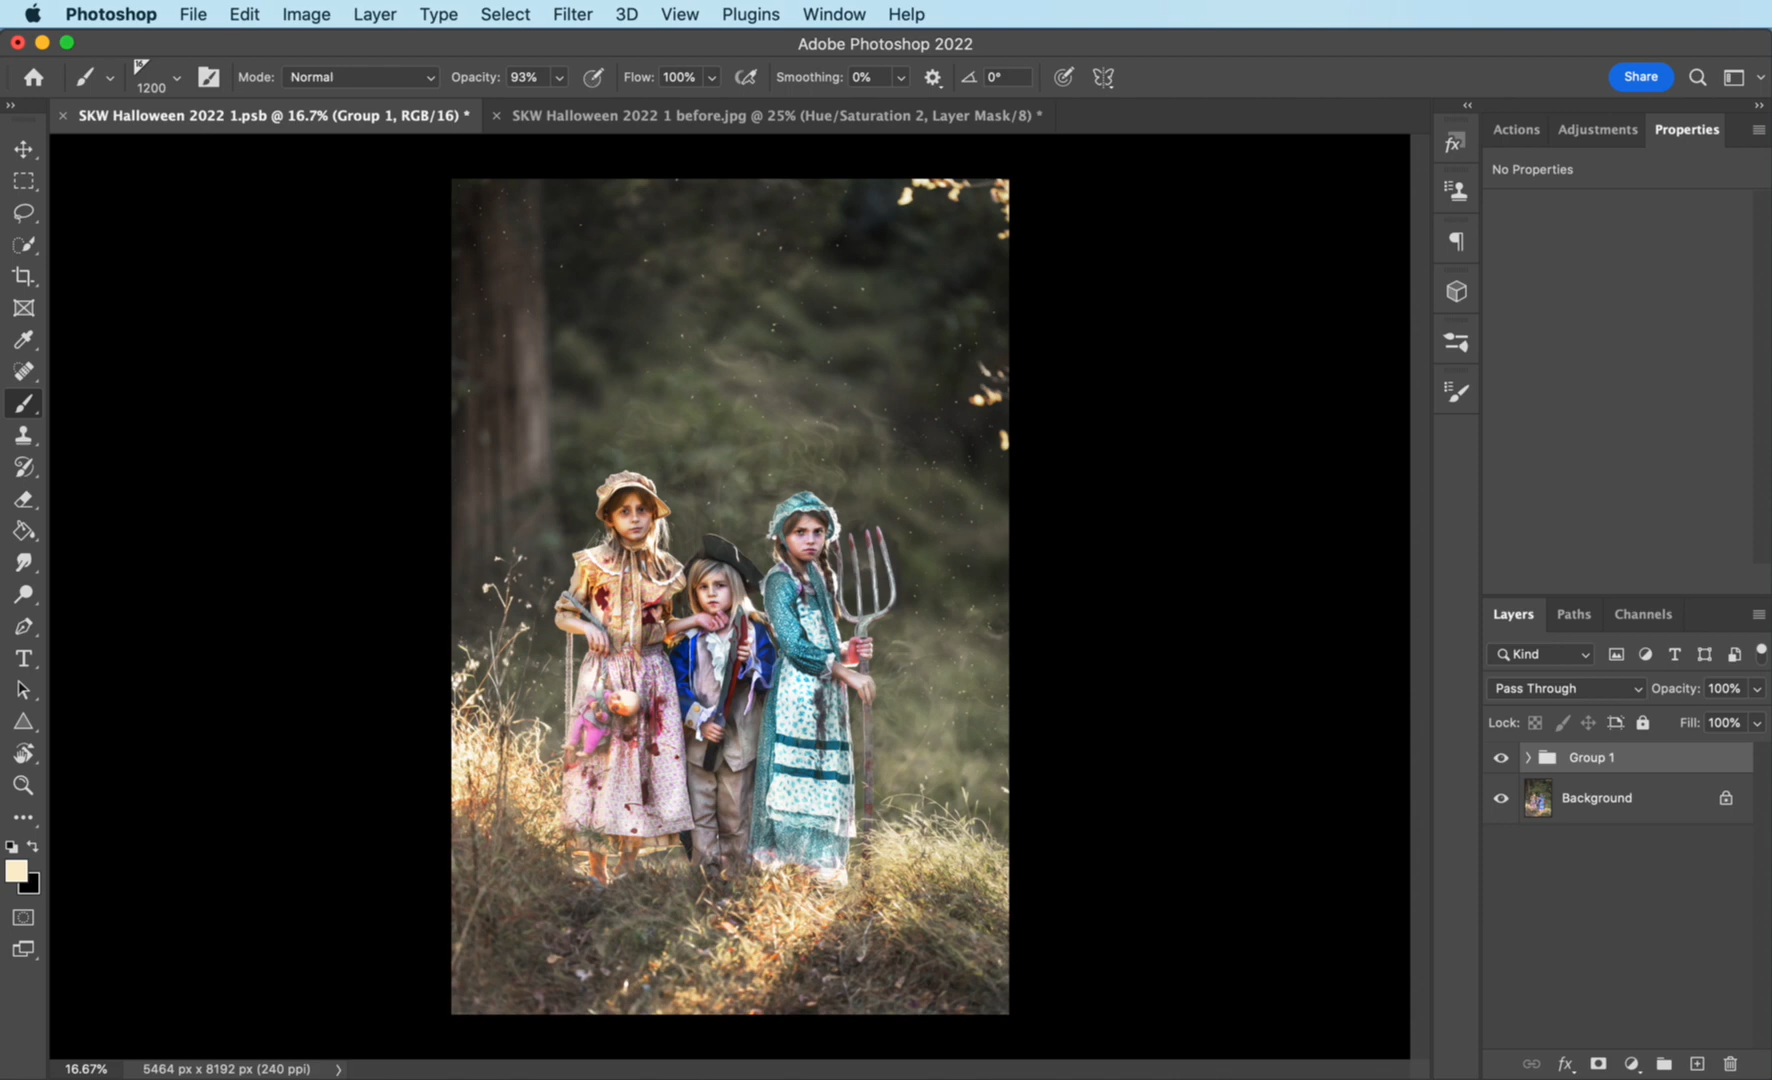 Photoshop File Edit Image Layer Type Select Filter 3D View Plugins Window Help
Adobe Photoshop 2022
1200 Mode: Normal Opacity: 93% Flow: 100% Smoothing: 0% 0° Share
SKW Halloween 2022 1.psb @ 16.7% (Group 1, RGB/16) * SKW Halloween 2022 1 before.jpg @ 25% (Hue/Saturation 2, Layer Mask/8) *
Actions Adjustments Properties
No Properties
Layers Paths Channels
Kind
Pass Through Opacity: 100%
Lock: Fill: 100%
Group 1
Background
16.67% 5464 px x 8192 px (240 ppi)
fx
fx